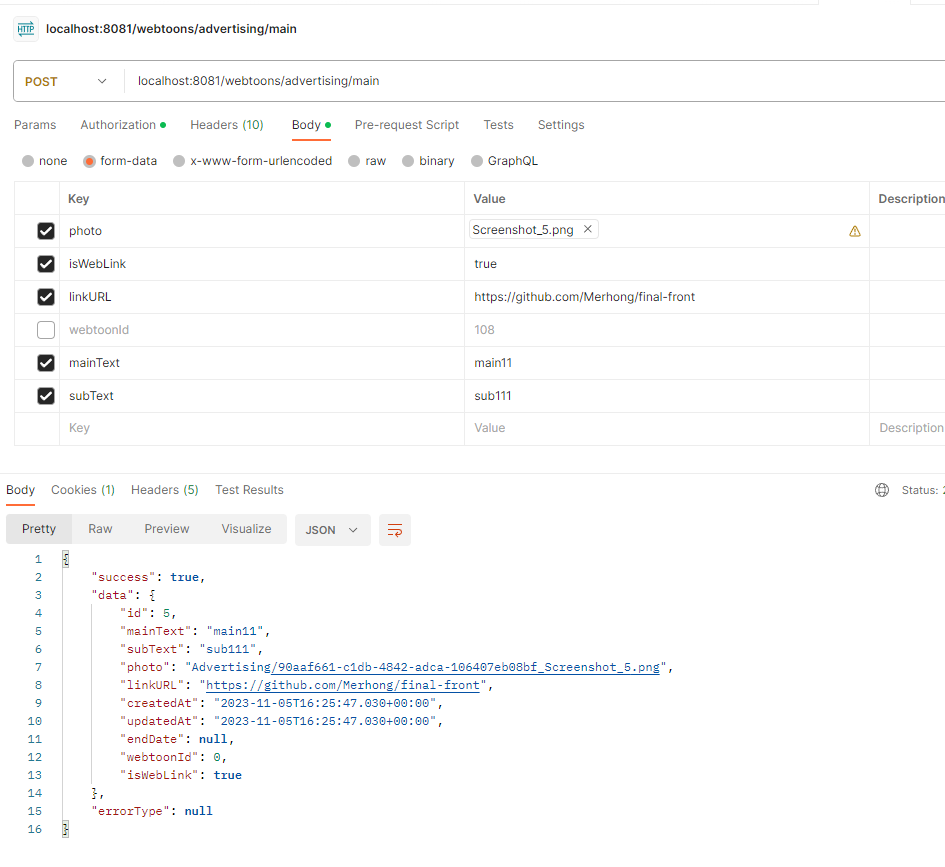 HTTP localhost:8081/webtoons/advertising/main
POST localhost:8081/webtoons/advertising/main
Params Authorization Headers (10) Body Pre-request Script Tests Settings
none form-data x-www-form-urlencoded raw binary GraphQL
Key Value Description
photo Screenshot_5.png ×
isWebLink true
linkURL https://github.com/Merhong/final-front
webtoonId 108
mainText main11
subText sub111
Key Value Description
Body Cookies (1) Headers (5) Test Results Status: 2
Pretty Raw Preview Visualize JSON
1 {
2 "success": true,
3 "data": {
4 "id": 5,
5 "mainText": "main11",
6 "subText": "sub111",
7 "photo": "Advertising/90aaf661-c1db-4842-adca-106407eb08bf_Screenshot_5.png",
8 "linkURL": "https://github.com/Merhong/final-front",
9 "createdAt": "2023-11-05T16:25:47.030+00:00",
10 "updatedAt": "2023-11-05T16:25:47.030+00:00",
11 "endDate": null,
12 "webtoonId": 0,
13 "isWebLink": true
14 },
15 "errorType": null
16 }